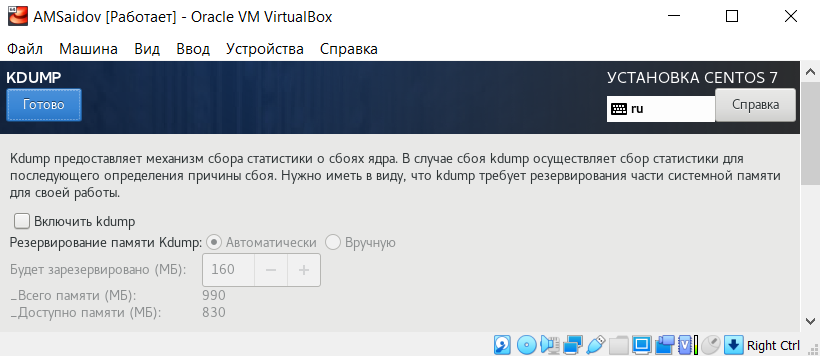 AMSaidov [Работает] - Oracle VM VirtualBox
Файл Машина Вид Ввод Устройства Справка
KDUMP УСТАНОВКА CENTOS 7
Готово ru Справка
Kdump предоставляет механизм сбора статистики о сбоях ядра. В случае сбоя kdump осуществляет сбор статистики для
последующего определения причины сбоя. Нужно иметь в виду, что kdump требует резервирования части системной памяти
для своей работы.
Включить kdump
Резервирование памяти Kdump: Автоматически Вручную
Будет зарезервировано (МБ): 160 − +
_Всего памяти (МБ): 990
_Доступно памяти (МБ): 830
Right Ctrl